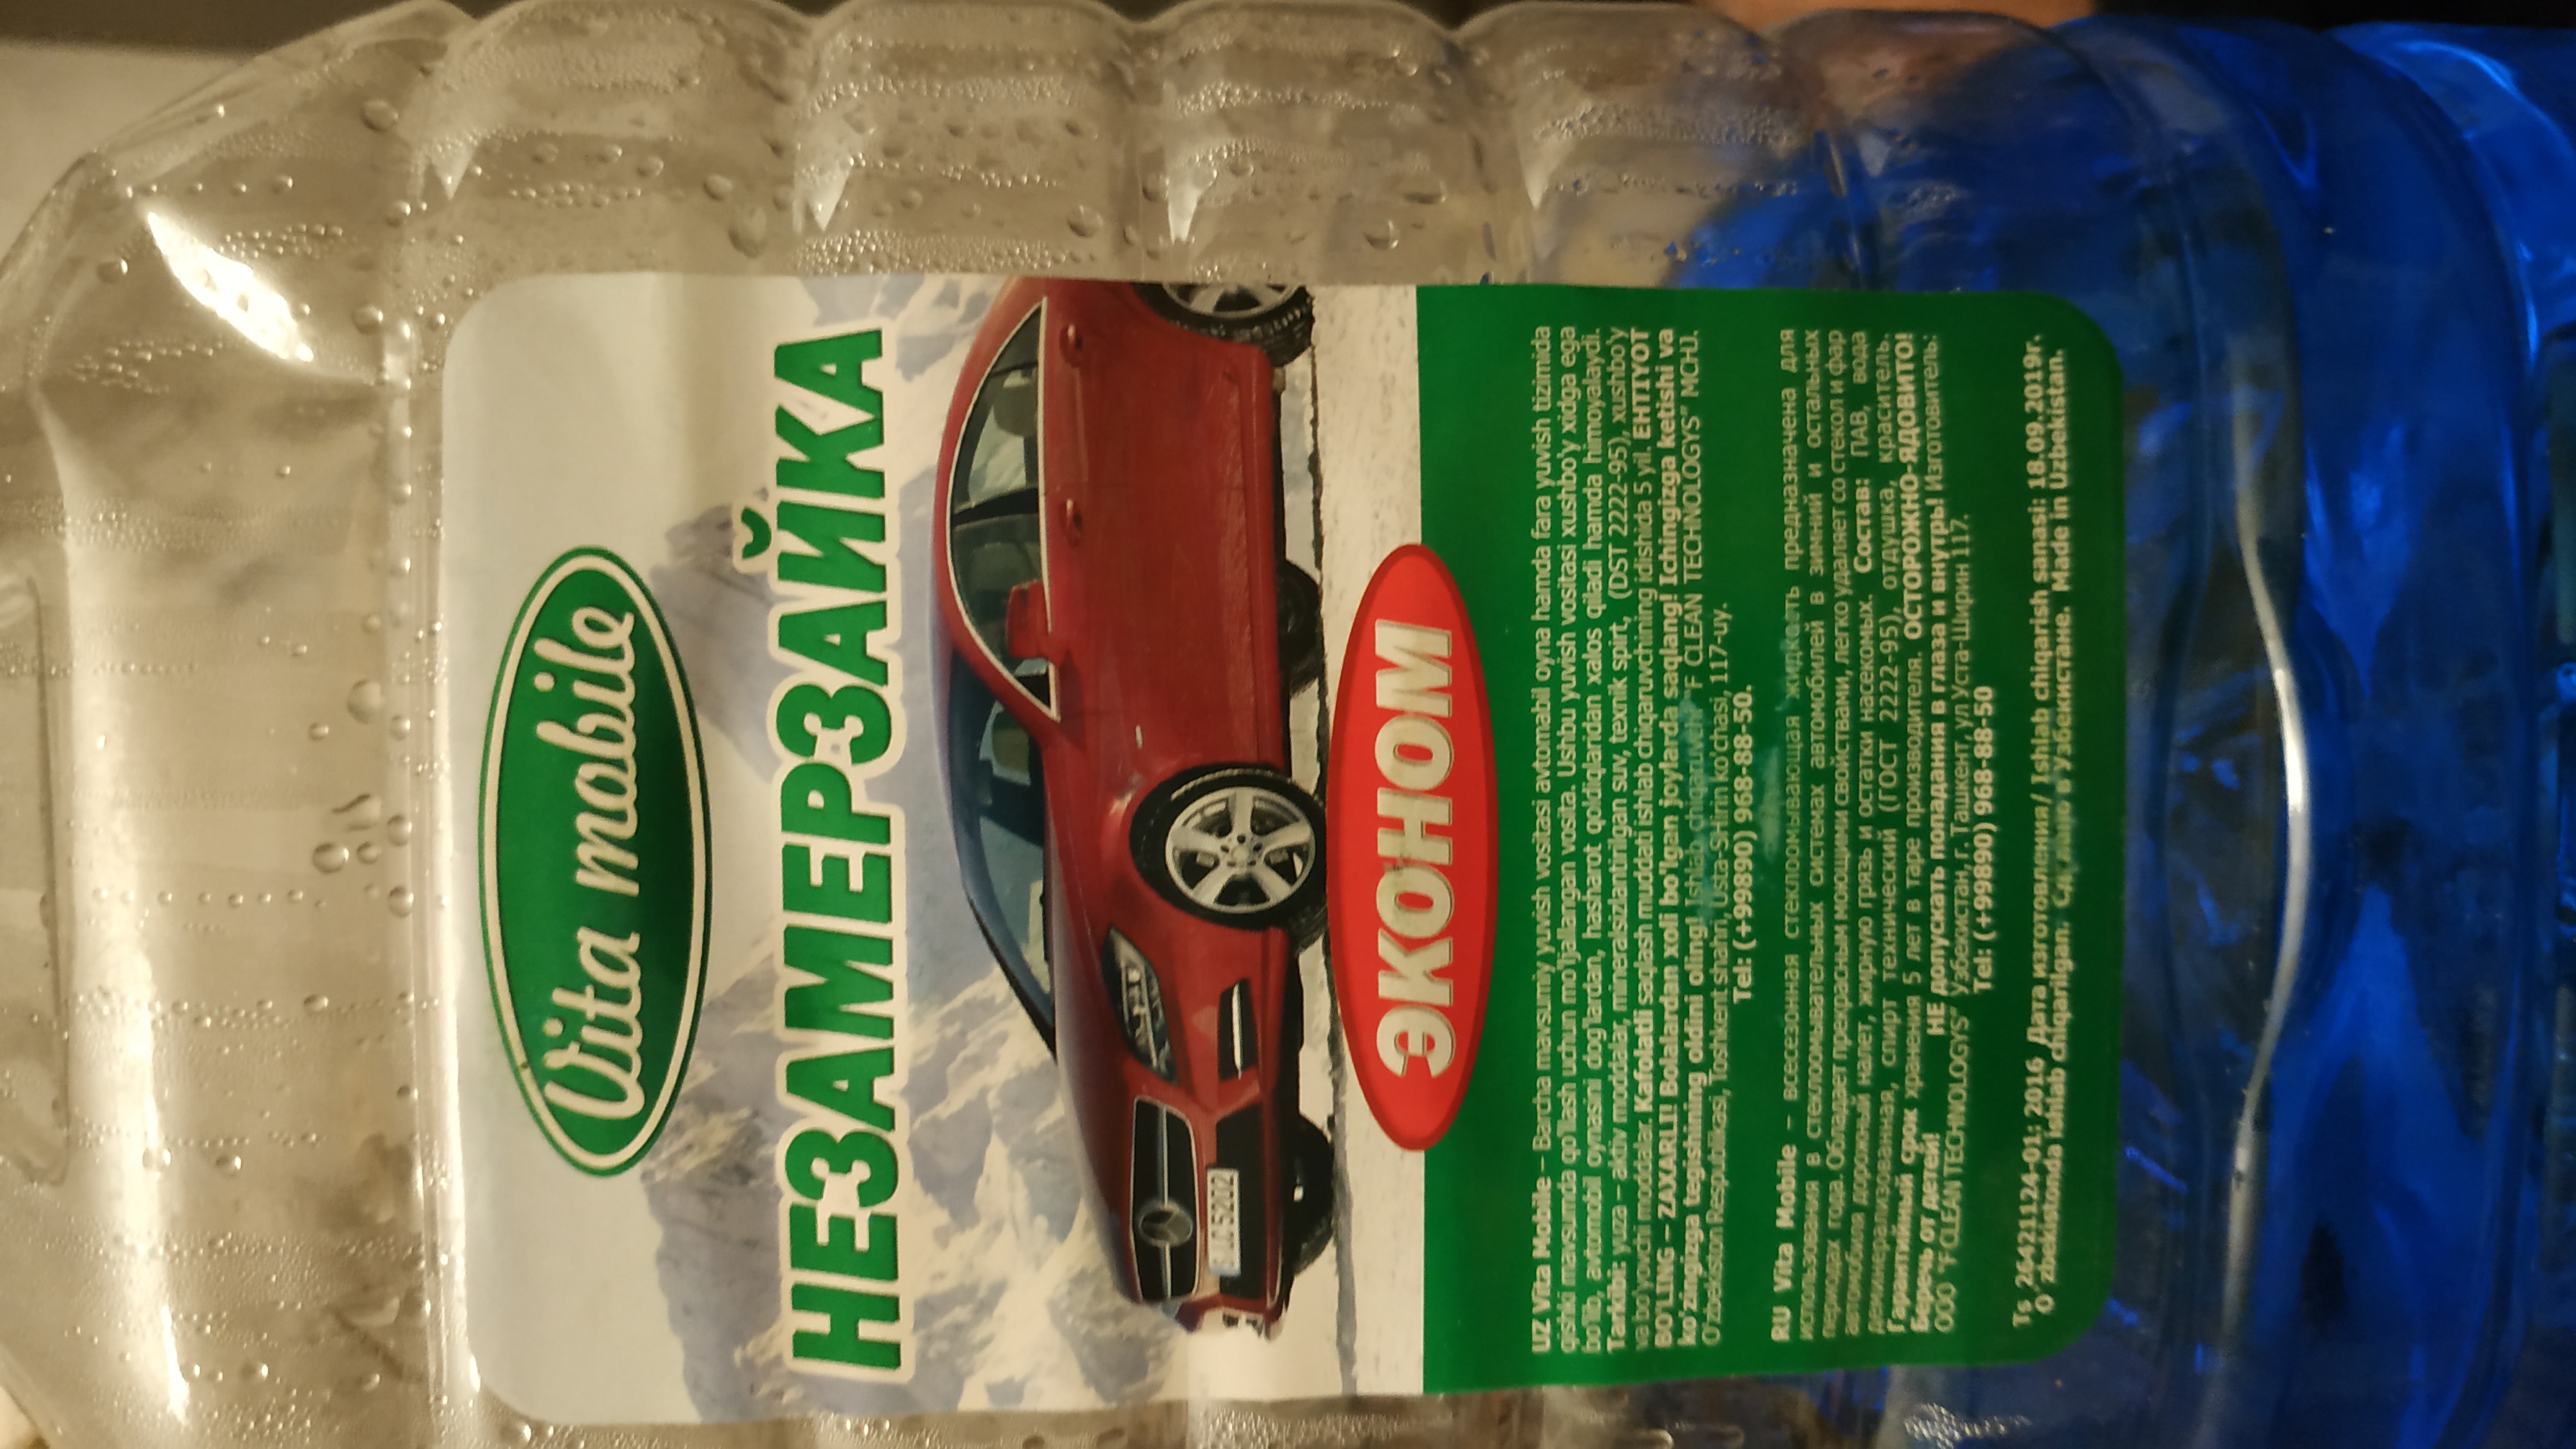 Vita mobile
НЕЗАМЕРЗАЙКА
ЭКОНОМ
UZ Vita Mobile – Barcha mavsumiy yuvish vositasi avtomabil oyna hamda fara yuvish tizimida
qishki mavsumda qo'llash uchun mo'ljallangan vosita. Ushbu yuvish vositasi xushbo'y xidga ega
bo'lib, avtomobil oynasini dog'lardan, hasharot qoldiqlaridan xalos qiladi hamda himoyalaydi.
Tarkibi: yuza – aktiv moddalar, mineralsizlantirilgan suv, texnik spirt, (DST 2222-95), xushbo'y
va bo'yovchi moddalar. Kafolatli saqlash muddati ishlab chiqaruvchining idishida 5 yil. EHTIYOT
BO'LING – ZAXARLI! Bolalardan xoli bo'lgan joylarda saqlang! Ichingizga ketishi va
ko'zingizga tegishining oldini oling! Ishlab chiqaruvchi "F CLEAN TECHNOLOGYS" MCHJ.
O'zbekiston Respublikasi, Toshkent shahri, Usta-SHirin ko'chasi, 117-uy.
Tel: (+99890) 968-88-50.
RU Vita Mobile – всесезонная стеклоомывающая жидкость предназначена для
использования в стеклоомывательных системах автомобилей в зимний и остальных
периодах года. Обладает прекрасным моющими свойствами, легко удаляет со стекол и фар
автомобиля дорожный налет, жирную грязь и остатки насекомых. Состав: ПАВ, вода
деминерализованная, спирт технический (ГОСТ 2222-95), отдушка, краситель.
Гарантийный срок хранения 5 лет в таре производителя. ОСТОРОЖНО-ЯДОВИТО!
Беречь от детей! НЕ допускать попадания в глаза и внутрь! Изготовитель:
ООО "F CLEAN TECHNOLOGYS" Узбекистан, г. Ташкент, ул Уста-Ширин 117.
Tel: (+99890) 968-88-50
Ts 26421124-01: 2016 Дата изготовления/ Ishlab chiqarish sanasi: 18.09.2019г.
O'zbekistonda ishlab chiqarilgan. Сделано в Узбекистане. Made in Uzbekistan.